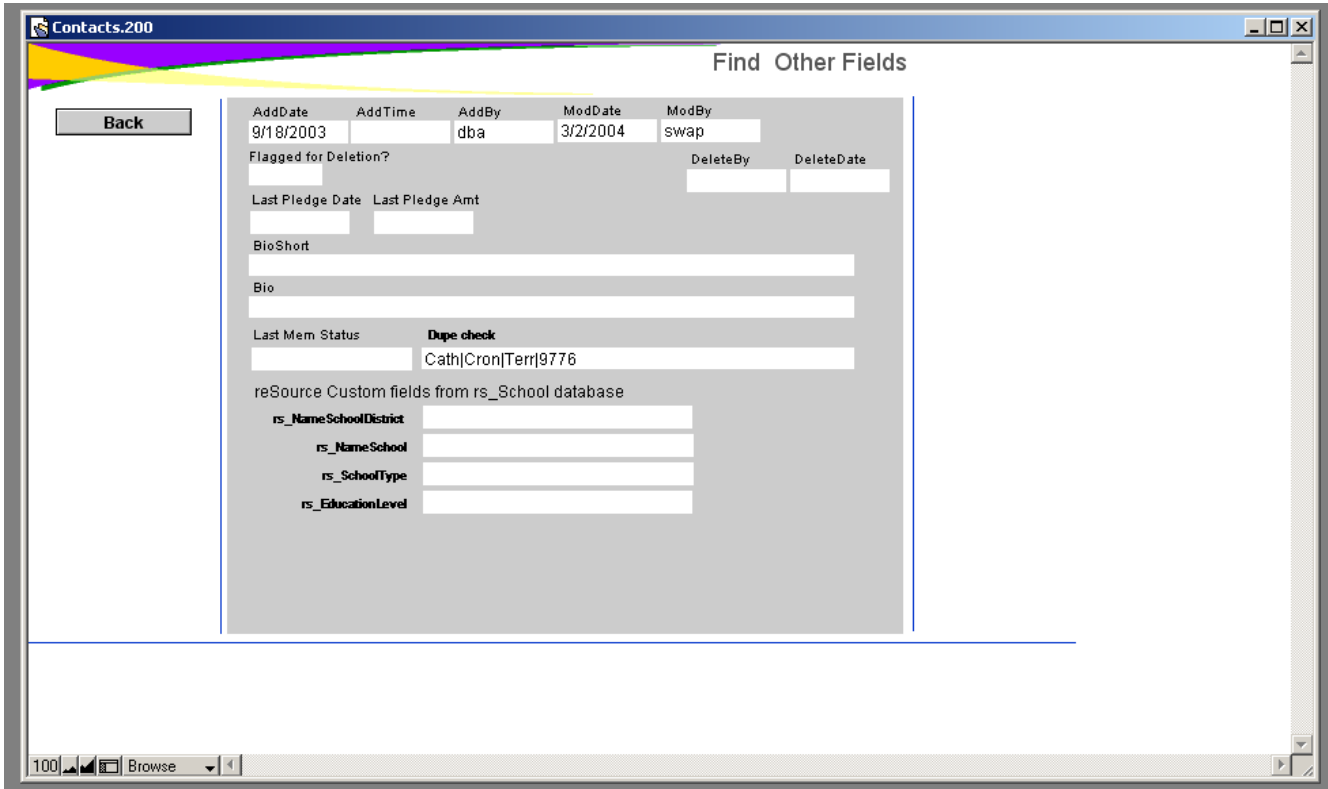 Contacts.200
Find Other Fields
Back
AddDate AddTime AddBy ModDate ModBy
9/18/2003 dba 3/2/2004 swap
Flagged for Deletion? DeleteBy DeleteDate
Last Pledge Date Last Pledge Amt
BioShort
Bio
Last Mem Status Dupe check
Cath|Cron|Terr|9776
reSource Custom fields from rs_School database
rs_NameSchoolDistrict
rs_NameSchool
rs_SchoolType
rs_EducationLevel
100 Browse